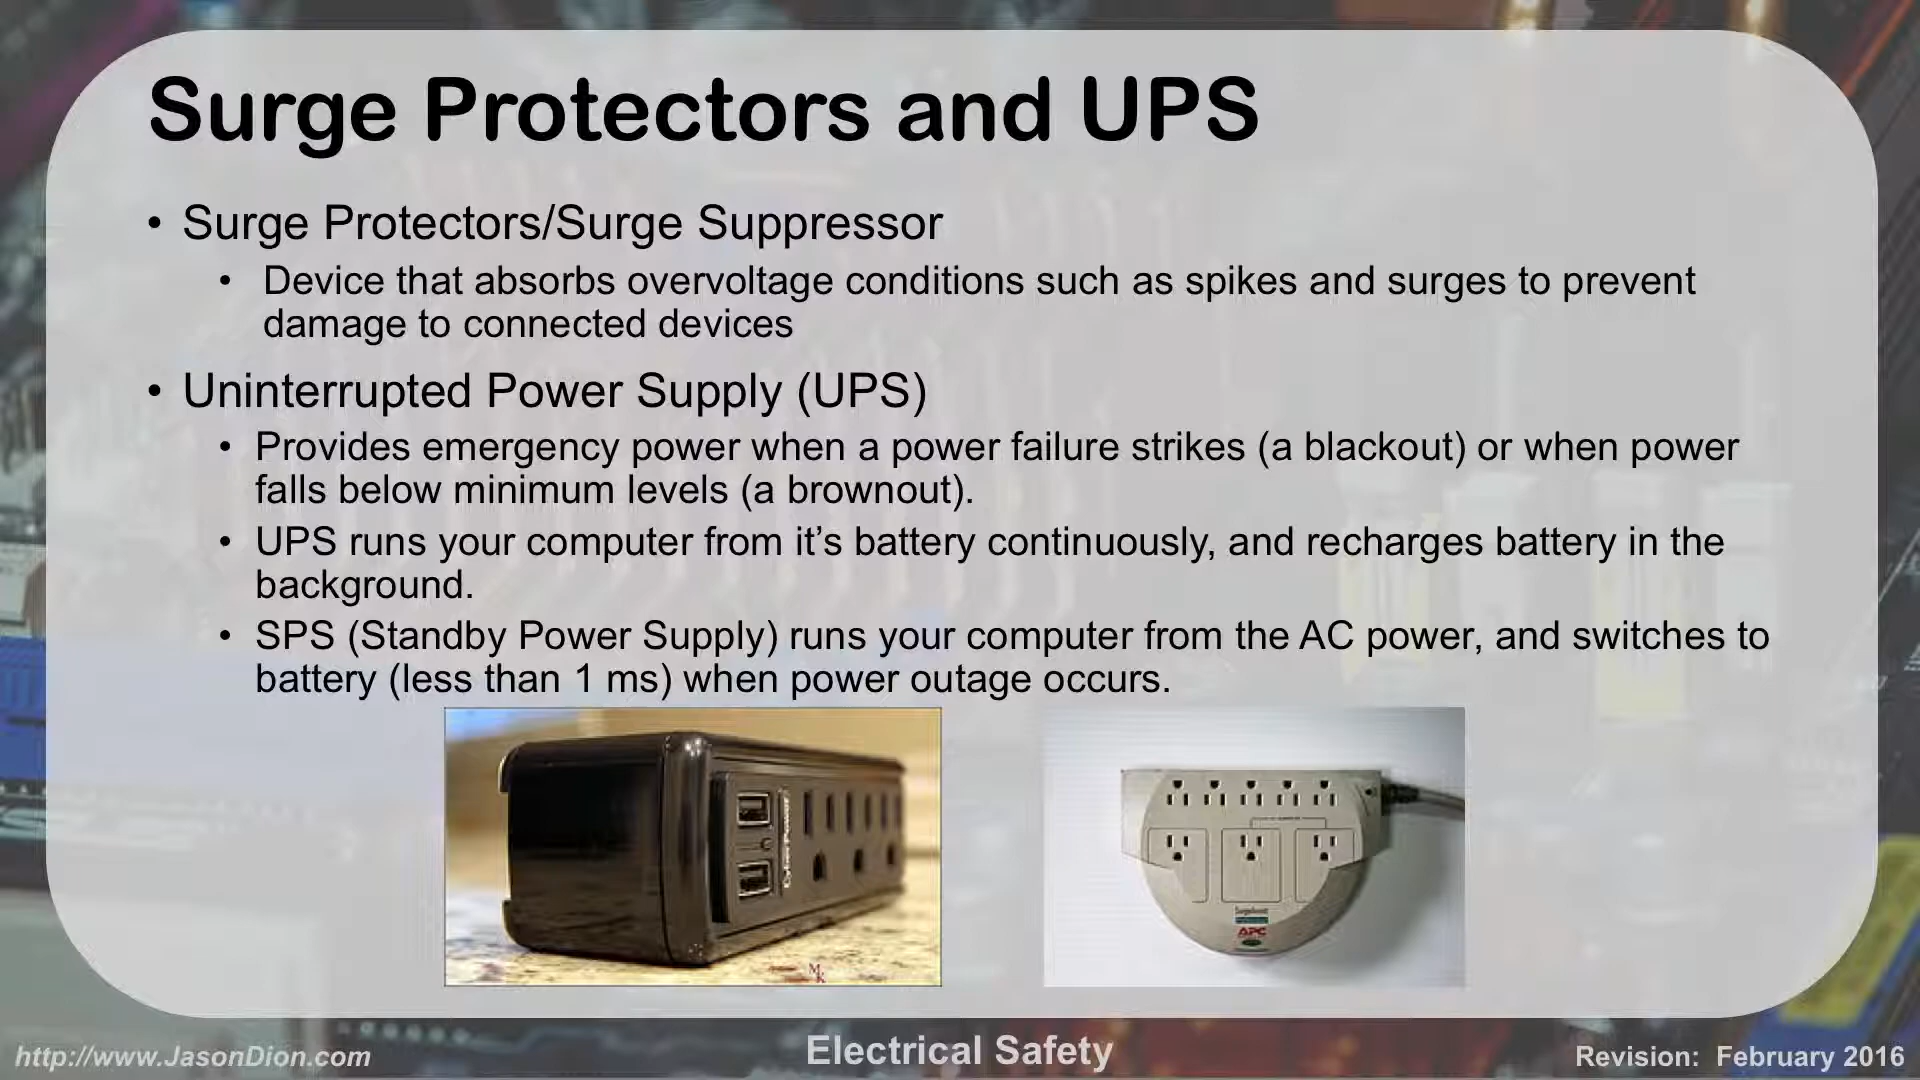 Surge Protectors and UPS
• Surge Protectors/Surge Suppressor
• Device that absorbs overvoltage conditions such as spikes and surges to prevent
damage to connected devices
• Uninterrupted Power Supply (UPS)
• Provides emergency power when a power failure strikes (a blackout) or when power
falls below minimum levels (a brownout).
• UPS runs your computer from it’s battery continuously, and recharges battery in the
background.
• SPS (Standby Power Supply) runs your computer from the AC power, and switches to
battery (less than 1 ms) when power outage occurs.
CyberPower
MK
APC
http://www.JasonDion.com
Electrical Safety
Revision: February 2016